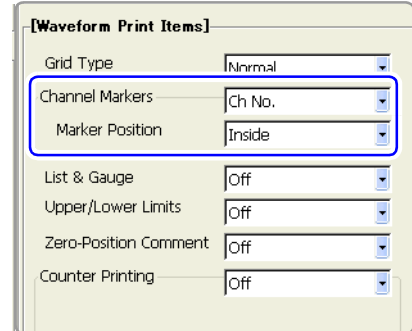 [Waveform Print Items]
Grid Type Normal
Channel Markers Ch No.
Marker Position Inside
List & Gauge Off
Upper/Lower Limits Off
Zero-Position Comment Off
Counter Printing Off